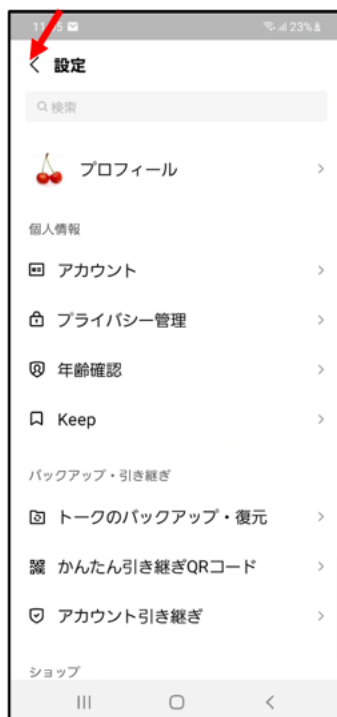 23%
設定
検索
プロフィール
個人情報
アカウント
プライバシー管理
年齢確認
Keep
バックアップ・引き継ぎ
トークのバックアップ・復元
かんたん引き継ぎQRコード
アカウント引き継ぎ
ショップ